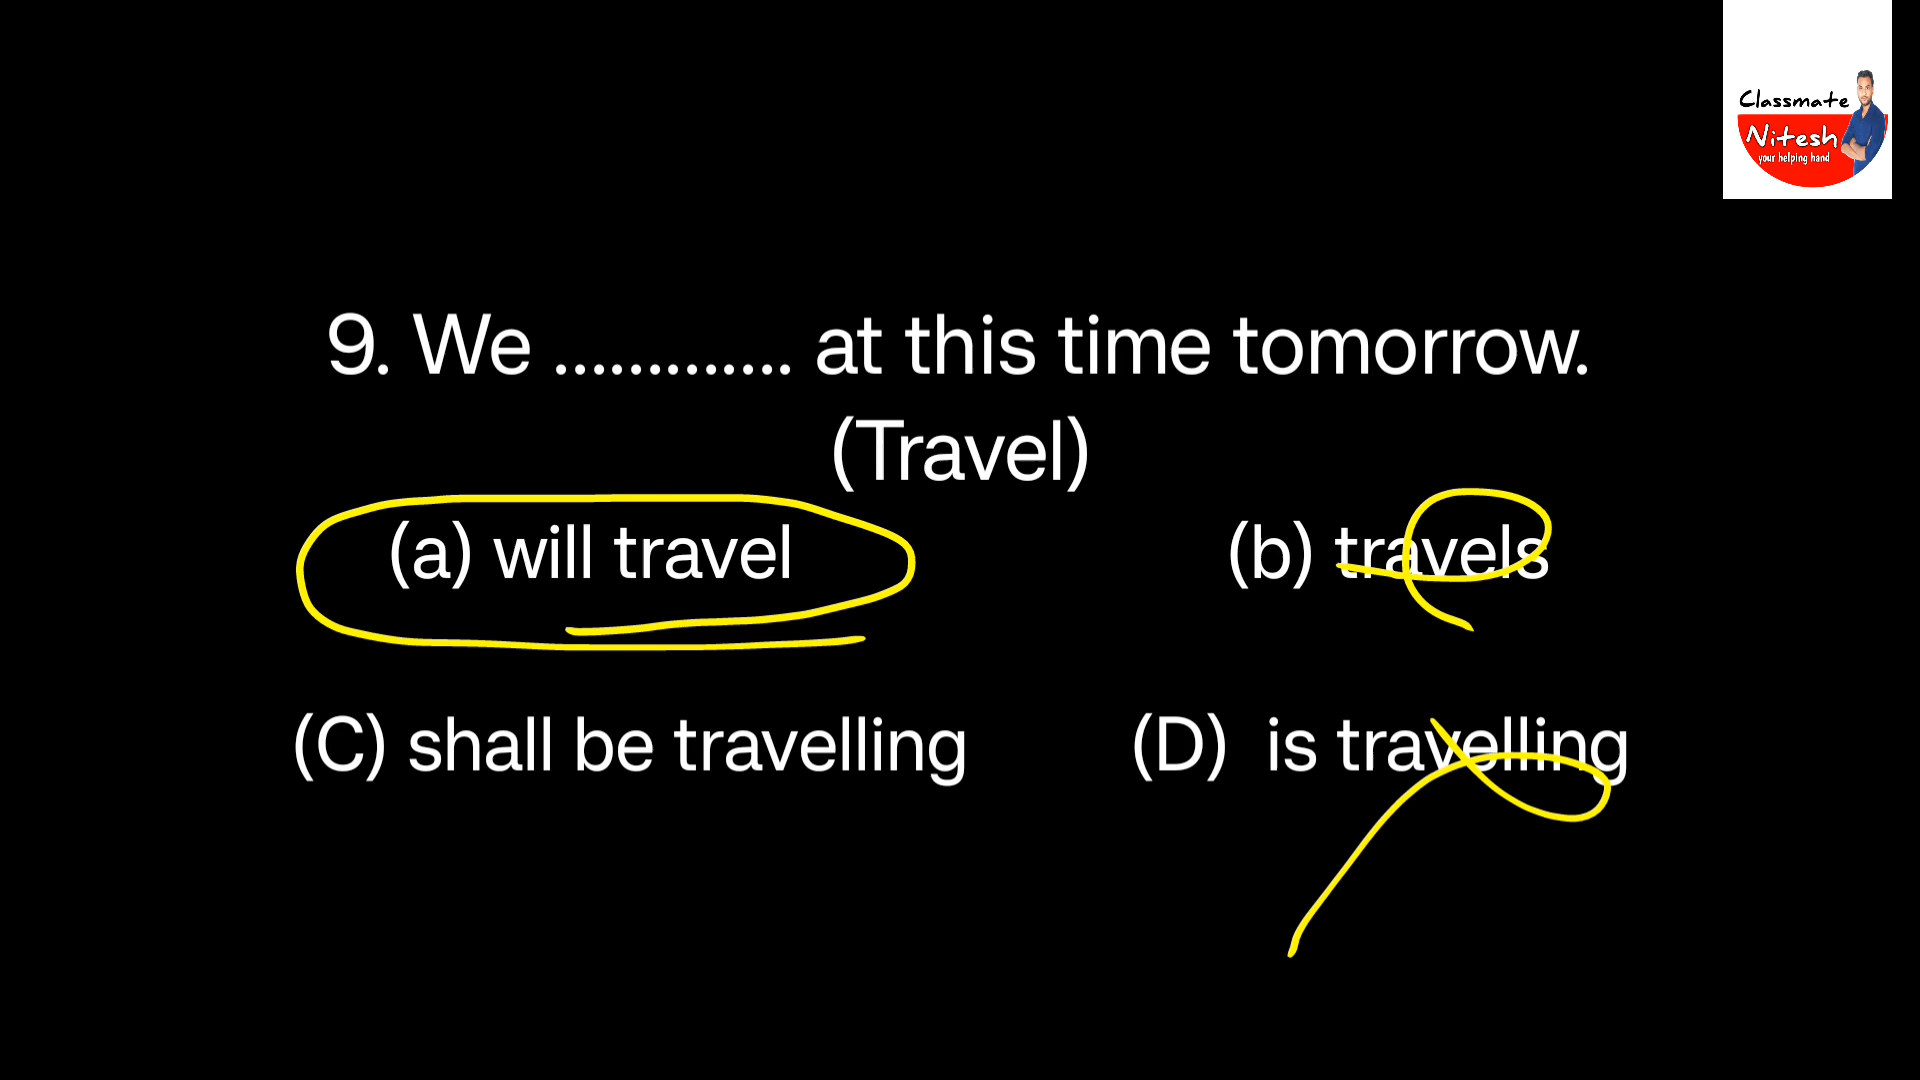 Classmate
Nitesh
your helping hand
9. We ............. at this time tomorrow.
(Travel)
(a) will travel (b) travels
(C) shall be travelling (D) is travelling